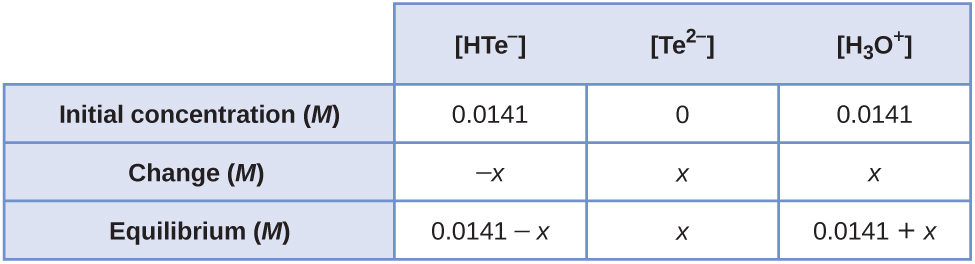 [HTe⁻] [Te²⁻] [H₃O⁺]
Initial concentration (M) 0.0141 0 0.0141
Change (M) −x x x
Equilibrium (M) 0.0141 − x x 0.0141 + x